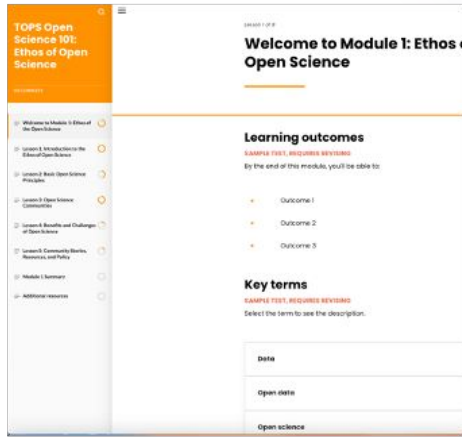 TOPS Open
Science 101:
Ethos of Open
Science
Welcome to Module 1: Ethos of
the Open Science
Lesson 1: Introduction to the
Ethos of Open Science
Lesson 2: Basic Open Science
Principles
Lesson 3: Open Science
Communities
Lesson 4: Benefits and Challenges
of Open Science
Lesson 5: Community Stories,
Resources, and Policy
Module 1 Summary
Additional resources
Lesson 1 of 8
Welcome to Module 1: Ethos
Open Science
Learning outcomes
SAMPLE TEXT, REQUIRES REVISING
By the end of this module, you'll be able to:
Outcome 1
Outcome 2
Outcome 3
Key terms
SAMPLE TEXT, REQUIRES REVISING
Select the term to see the description.
Data
Open data
Open science